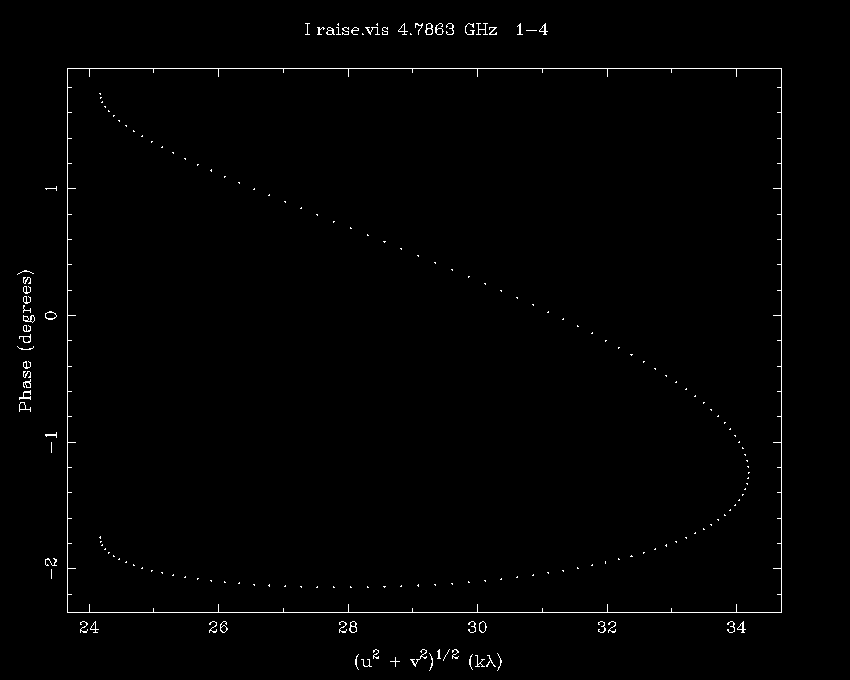 I raise.vis 4.7863 GHz 1−4
1
0
−1
−2
Phase (degrees)
24 26 28 30 32 34
(u² + v²)^1/2 (kλ)